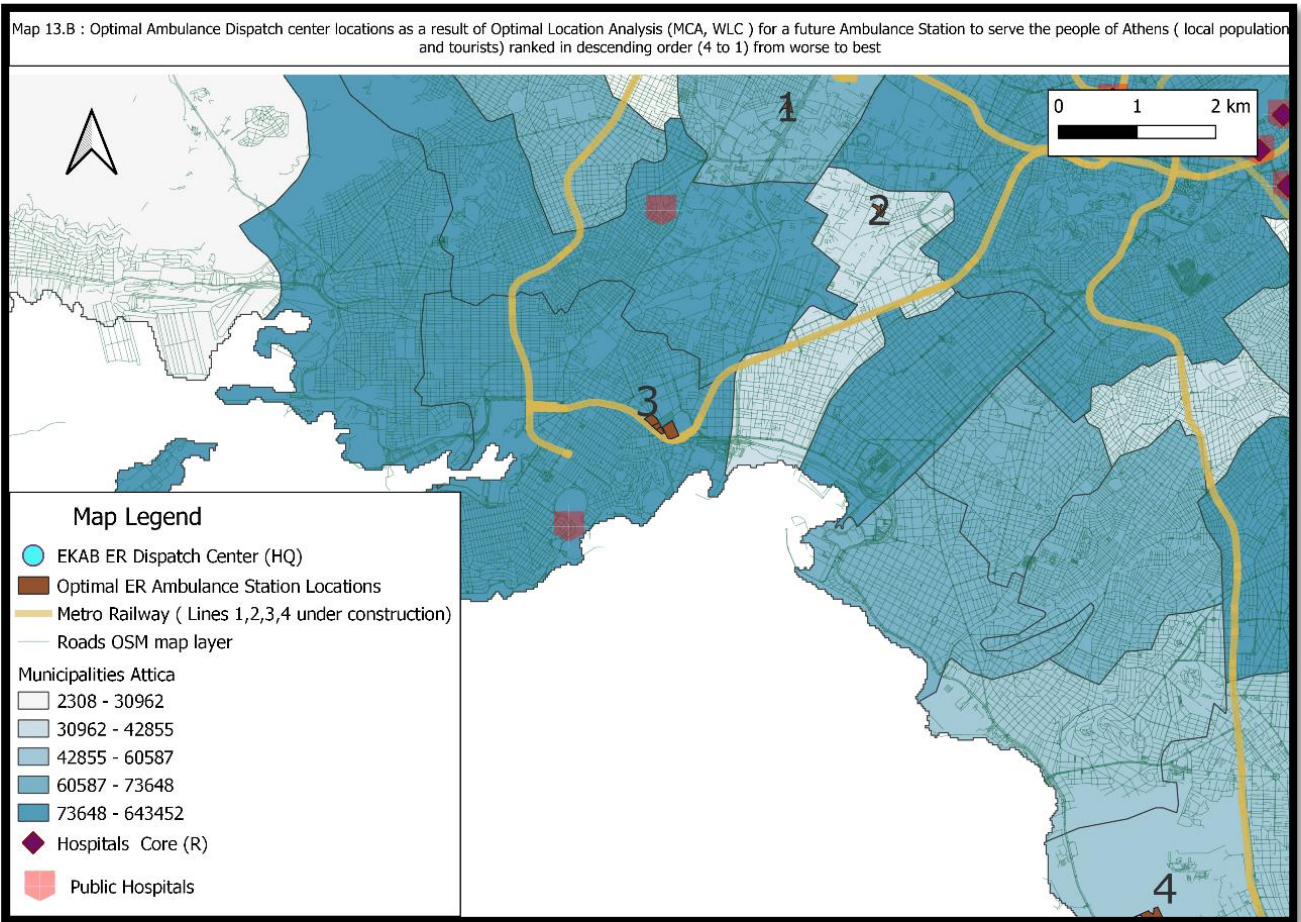 Map 13.B : Optimal Ambulance Dispatch center locations as a result of Optimal Location Analysis (MCA, WLC ) for a future Ambulance Station to serve the people of Athens ( local population
and tourists) ranked in descending order (4 to 1) from worse to best
0 1 2 km
1
2
3
4
Map Legend
EKAB ER Dispatch Center (HQ)
Optimal ER Ambulance Station Locations
Metro Railway ( Lines 1,2,3,4 under construction)
Roads OSM map layer
Municipalities Attica
2308 - 30962
30962 - 42855
42855 - 60587
60587 - 73648
73648 - 643452
Hospitals Core (R)
Public Hospitals